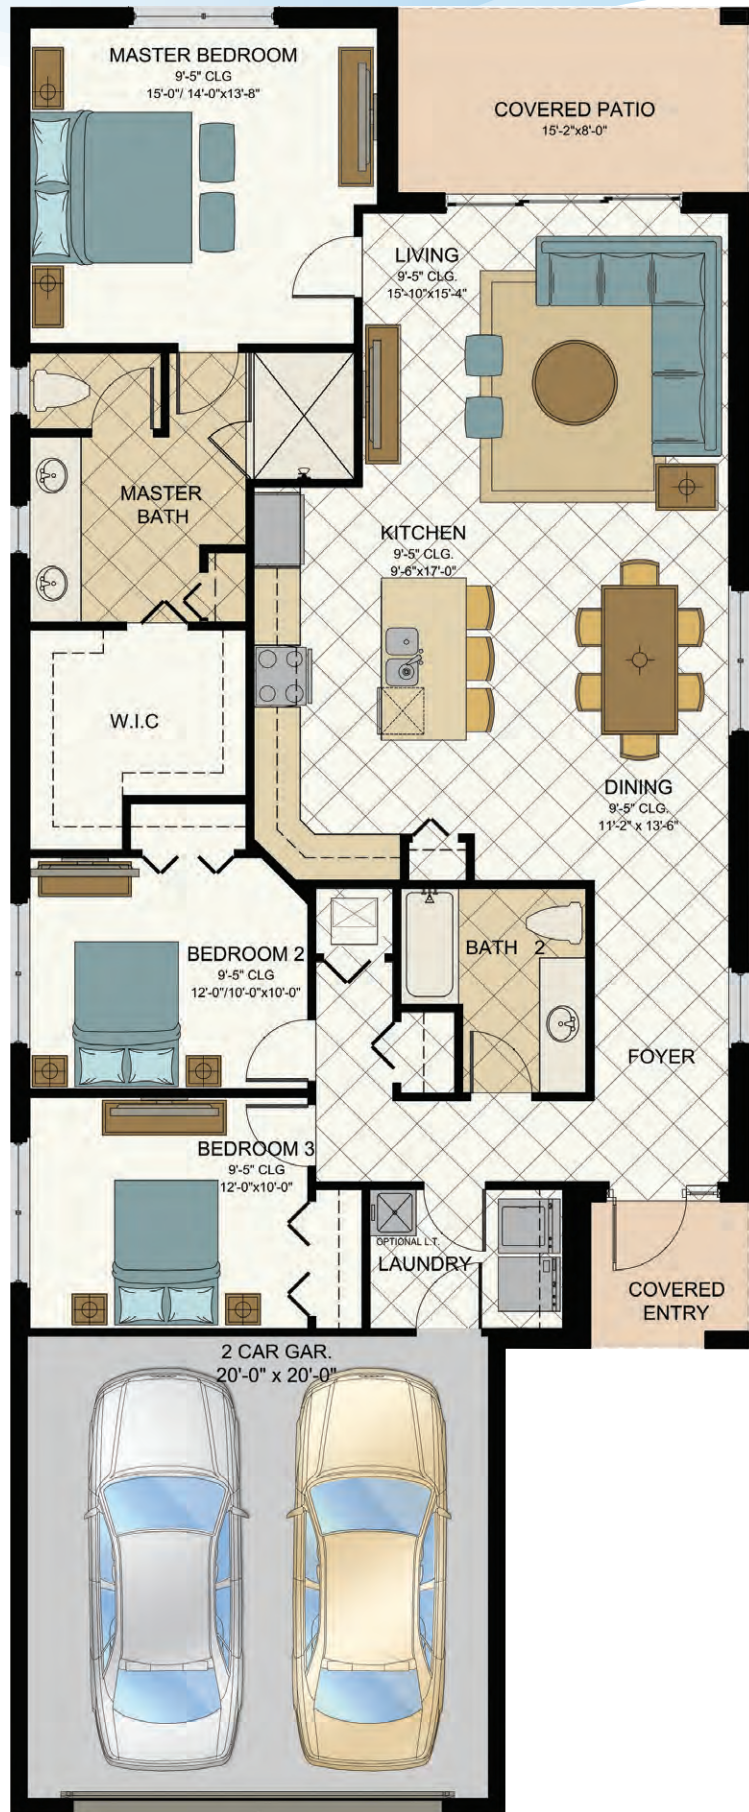 MASTER BEDROOM
9'-5" CLG
15'-0"/ 14'-0"x13'-8"
COVERED PATIO
15'-2"x8'-0"
LIVING
9'-5" CLG.
15'-10"x15'-4"
MASTER
BATH
KITCHEN
9'-5" CLG.
9'-6"x17'-0"
W.I.C
DINING
9'-5" CLG.
11'-2" x 13'-6"
BEDROOM 2
9'-5" CLG
12'-0"/10'-0"x10'-0"
BATH 2
FOYER
BEDROOM 3
9'-5" CLG
12'-0"x10'-0"
OPTIONAL L.T.
LAUNDRY
COVERED
ENTRY
2 CAR GAR.
20'-0" x 20'-0"